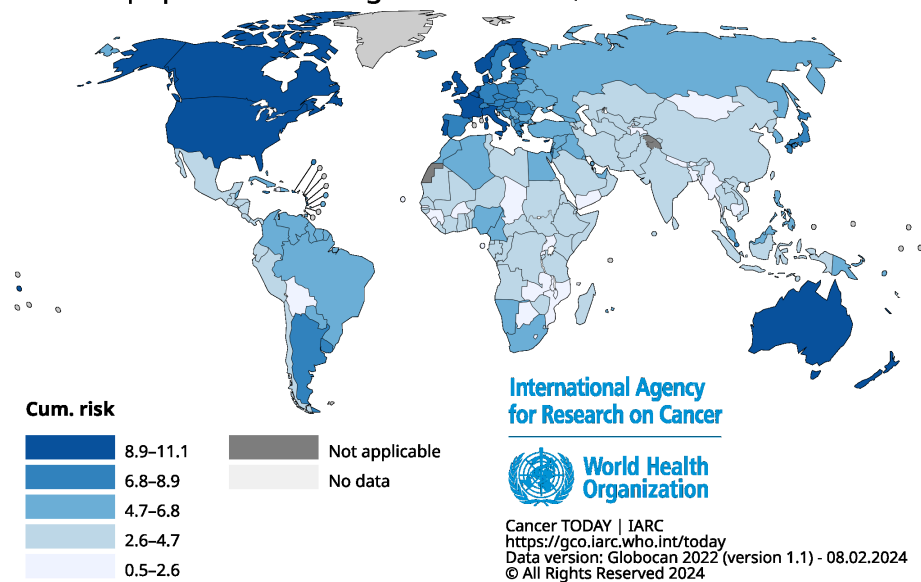 Cum. risk
8.9–11.1
6.8–8.9
4.7–6.8
2.6–4.7
0.5–2.6
Not applicable
No data
International Agency
for Research on Cancer
World Health
Organization
Cancer TODAY | IARC
https://gco.iarc.who.int/today
Data version: Globocan 2022 (version 1.1) - 08.02.2024
© All Rights Reserved 2024